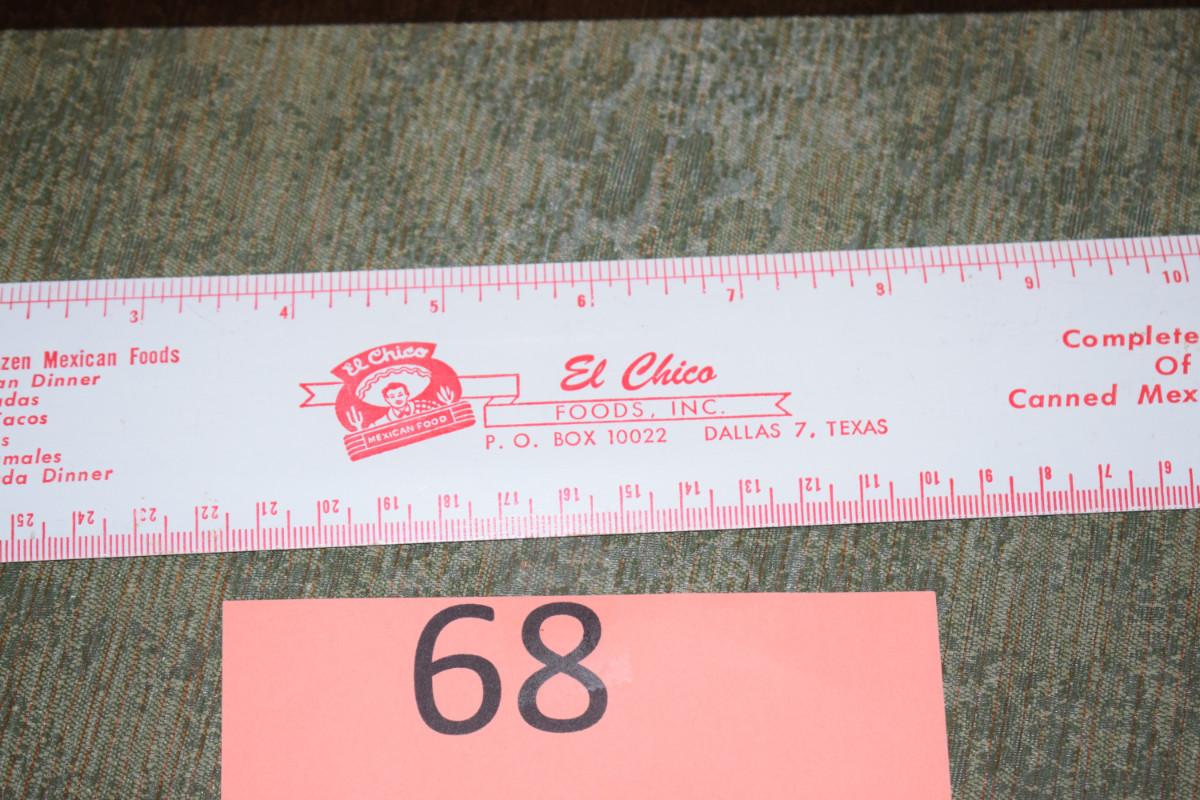 3 4 5 6 7 8 9 10
zen Mexican Foods
an Dinner
adas
Tacos
s
males
da Dinner
El Chico
MEXICAN FOOD
El Chico
FOODS, INC.
P. O. BOX 10022 DALLAS 7, TEXAS
Complete
Of
Canned Mex
25 24 23 22 21 20 19 18 17 16 15 14 13 12 11 10 9 8 7 6
68